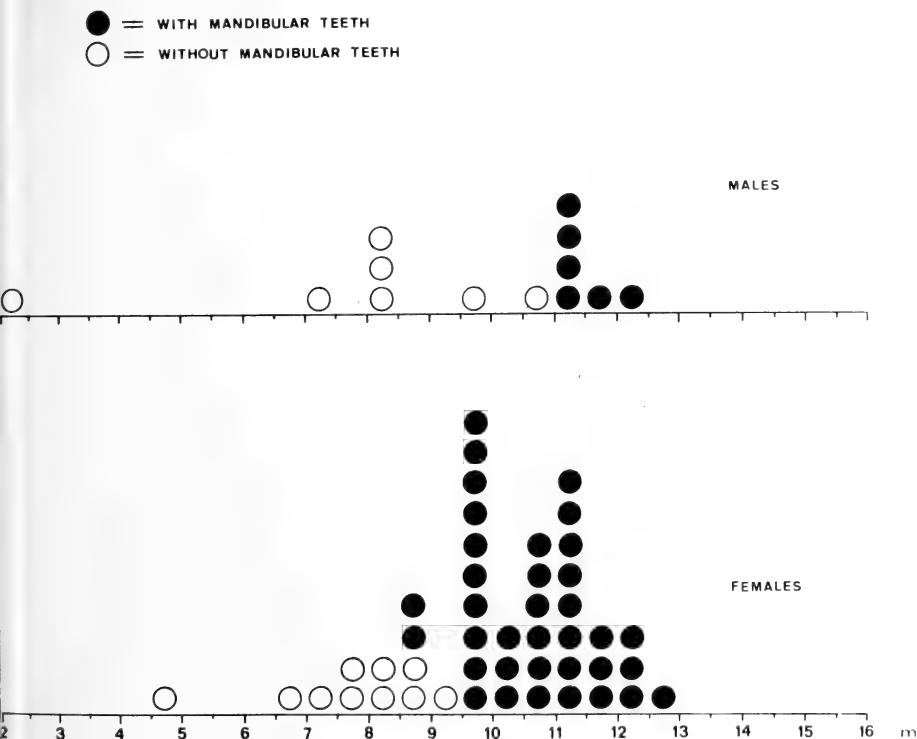 = WITH MANDIBULAR TEETH
= WITHOUT MANDIBULAR TEETH
MALES
FEMALES
2 3 4 5 6 7 8 9 10 11 12 13 14 15 16 m